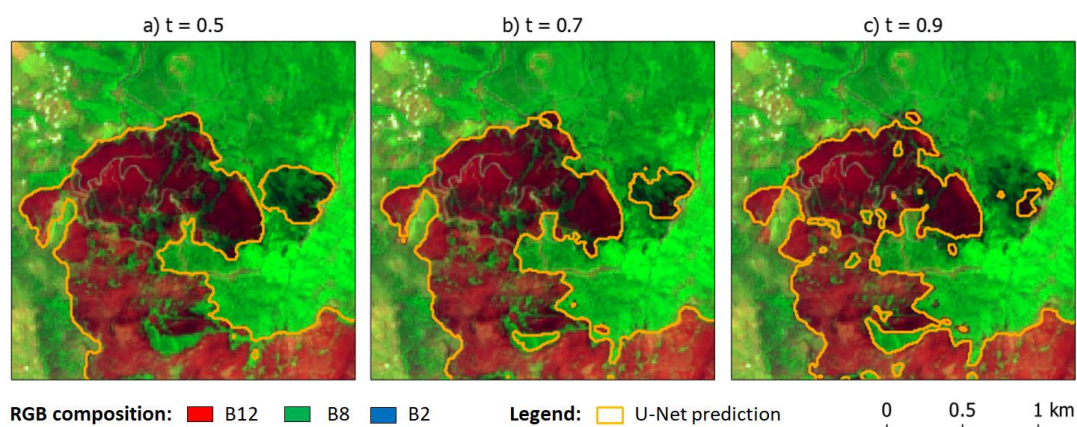 a) t = 0.5 b) t = 0.7 c) t = 0.9
RGB composition: B12 B8 B2 Legend: U-Net prediction 0 0.5 1 km